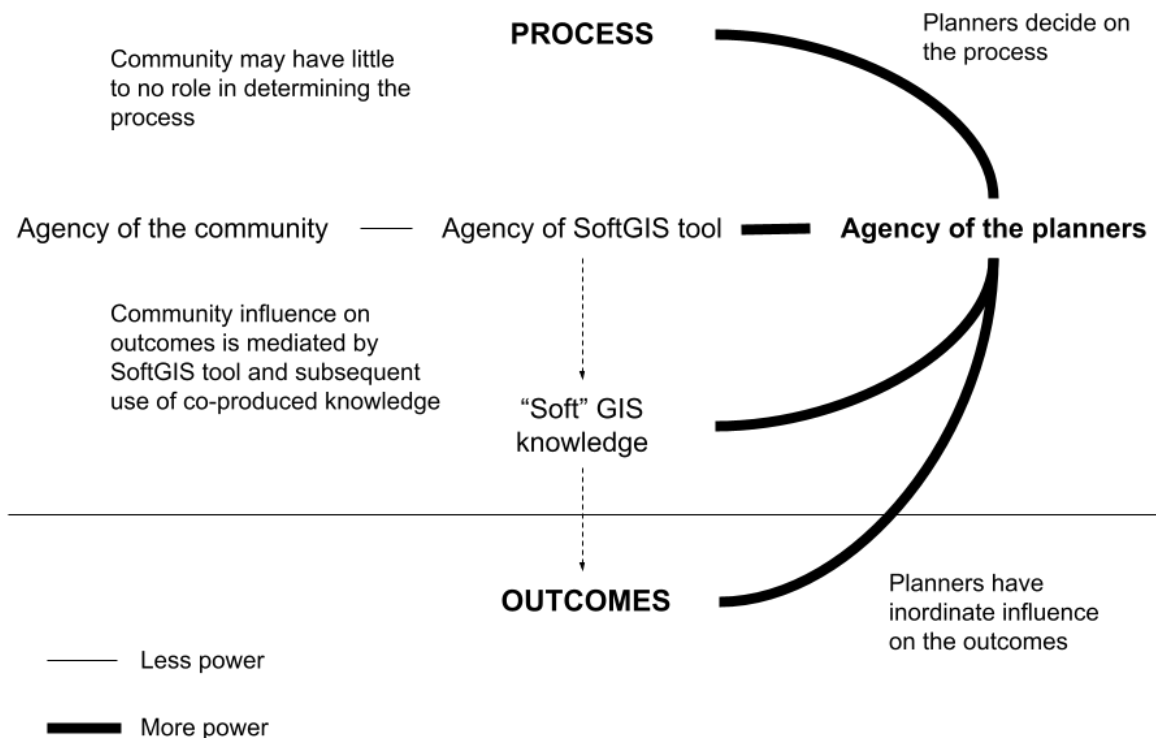 PROCESS
Planners decide on
the process
Community may have little
to no role in determining the
process
Agency of the community
Agency of SoftGIS tool
Agency of the planners
Community influence on
outcomes is mediated by
SoftGIS tool and subsequent
use of co-produced knowledge
“Soft” GIS
knowledge
OUTCOMES
Planners have
inordinate influence
on the outcomes
Less power
More power